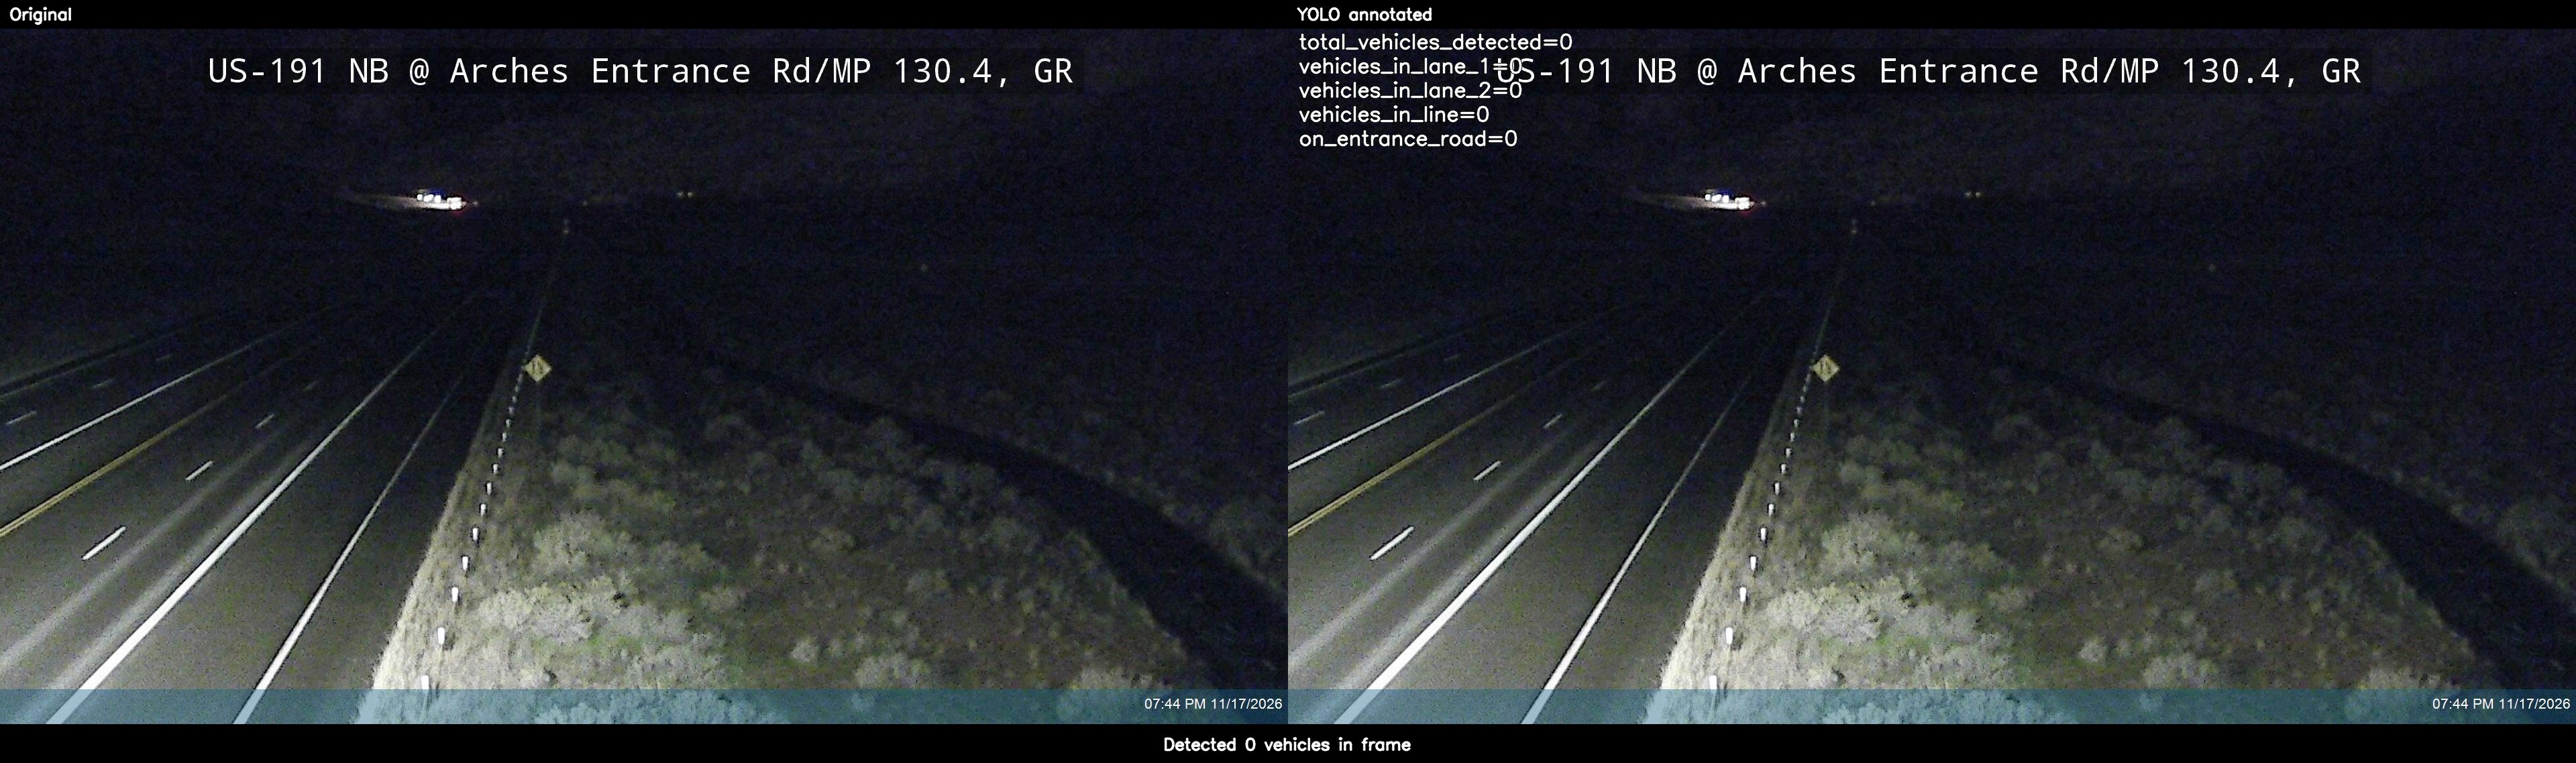 Original
US-191 NB @ Arches Entrance Rd/MP 130.4, GR
07:44 PM 11/17/2026
YOLO annotated
total_vehicles_detected=0
vehicles_in_lane_1=0
US-191 NB @ Arches Entrance Rd/MP 130.4, GR
vehicles_in_lane_2=0
vehicles_in_line=0
on_entrance_road=0
07:44 PM 11/17/2026
Detected 0 vehicles in frame